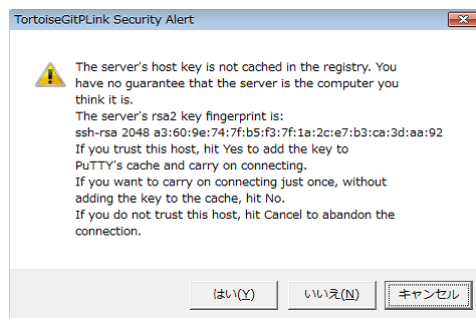 TortoiseGitPLink Security Alert
The server's host key is not cached in the registry. You
have no guarantee that the server is the computer you
think it is.
The server's rsa2 key fingerprint is:
ssh-rsa 2048 a3:60:9e:74:7f:b5:f3:7f:1a:2c:e7:b3:ca:3d:aa:92
If you trust this host, hit Yes to add the key to
PuTTY's cache and carry on connecting.
If you want to carry on connecting just once, without
adding the key to the cache, hit No.
If you do not trust this host, hit Cancel to abandon the
connection.
はい(Y)
いいえ(N)
キャンセル